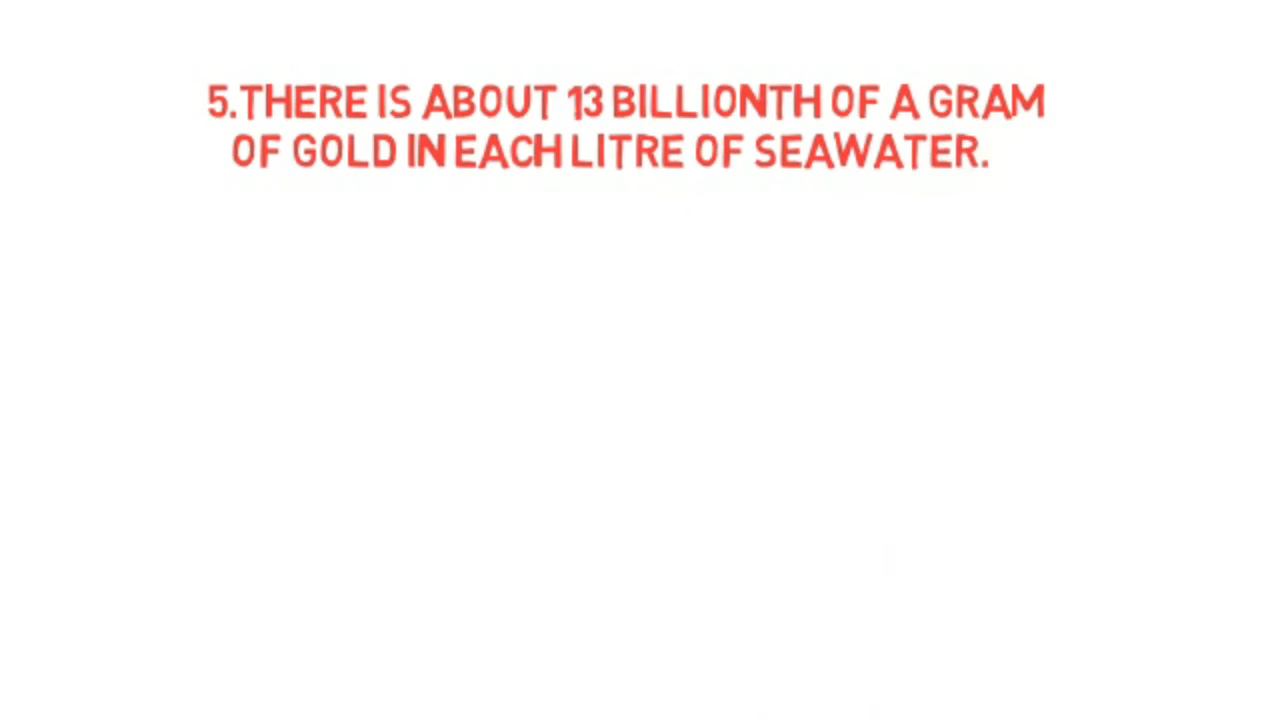 5.THERE IS ABOUT 13 BILLIONTH OF A GRAM
OF GOLD IN EACH LITRE OF SEAWATER.